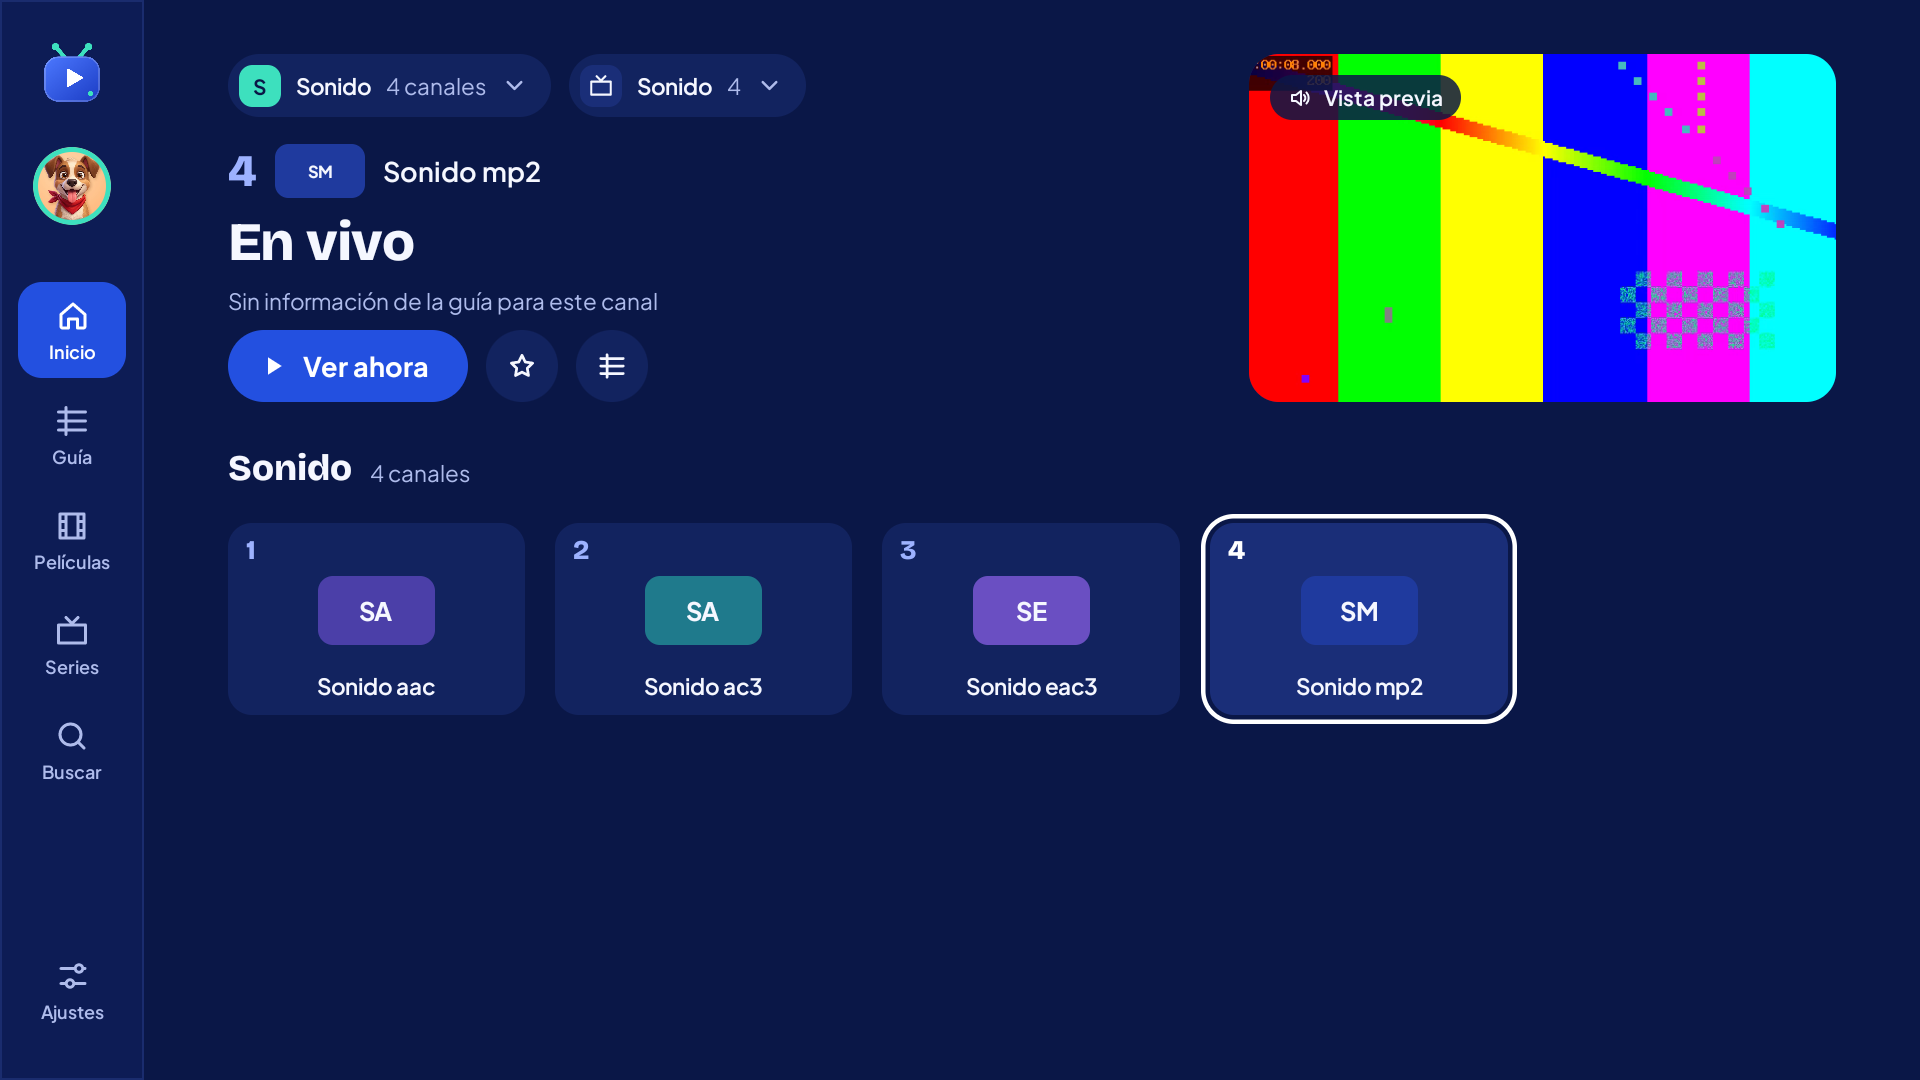 Inicio
Guía
Películas
Series
Buscar
Ajustes
S Sonido 4 canales
Sonido 4
4 SM Sonido mp2
En vivo
Sin información de la guía para este canal
Ver ahora
:00:08.000
200
Vista previa
Sonido 4 canales
1
SA
Sonido aac
2
SA
Sonido ac3
3
SE
Sonido eac3
4
SM
Sonido mp2